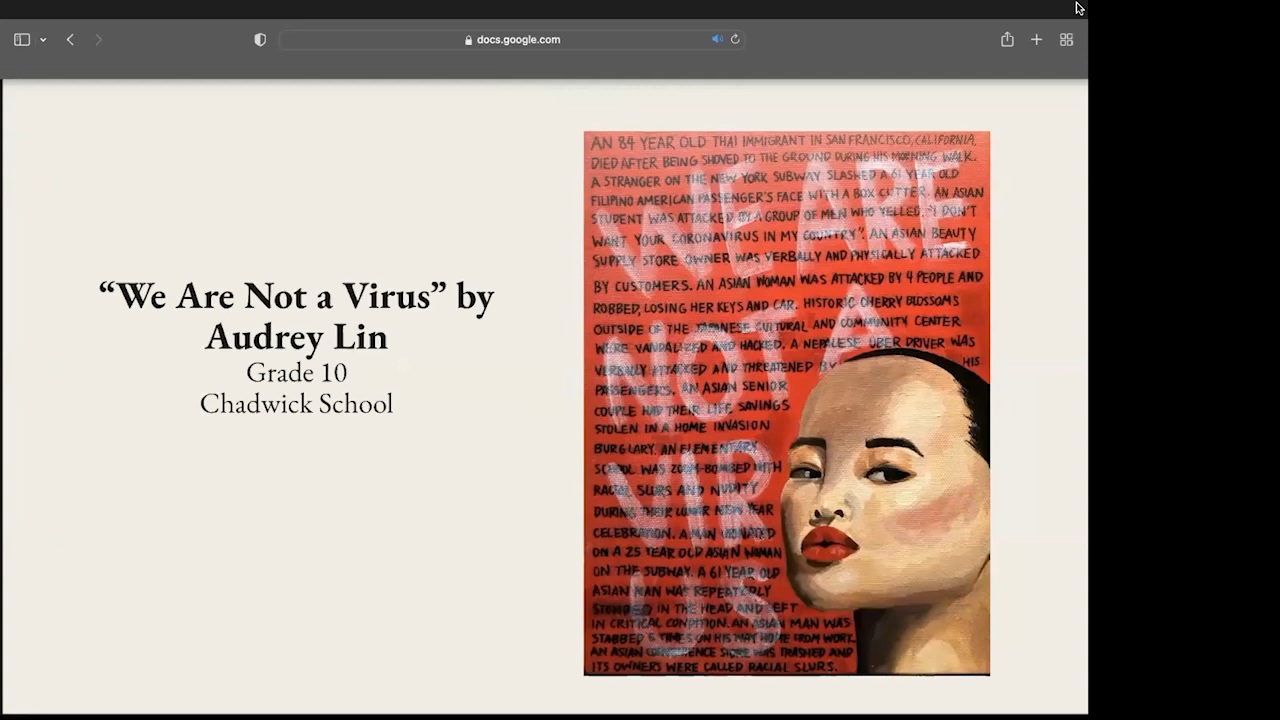 docs.google.com
“We Are Not a Virus” by
Audrey Lin
Grade 10
Chadwick School
AN 84 YEAR OLD THAI IMMIGRANT IN SAN FRANCISCO, CALIFORNIA,
DIED AFTER BEING SHOVED TO THE GROUND DURING HIS MORNING WALK.
A STRANGER ON THE NEW YORK SUBWAY SLASHED A 61 YEAR OLD
FILIPINO AMERICAN PASSENGER'S FACE WITH A BOX CUTTER. AN ASIAN
STUDENT WAS ATTACKED BY A GROUP OF MEN WHO YELLED, "I DON'T
WANT YOUR CORONAVIRUS IN MY COUNTRY". AN ASIAN BEAUTY
SUPPLY STORE OWNER WAS VERBALLY AND PHYSICALLY ATTACKED
BY CUSTOMERS. AN ASIAN WOMAN WAS ATTACKED BY 4 PEOPLE AND
ROBBED, LOSING HER KEYS AND CAR. HISTORIC CHERRY BLOSSOMS
OUTSIDE OF THE JAPANESE CULTURAL AND COMMUNITY CENTER
WERE VANDALIZED AND HACKED. A NEPALESE UBER DRIVER WAS
VERBALLY ATTACKED AND THREATENED BY HIS
PASSENGERS. AN ASIAN SENIOR
COUPLE HAD THEIR LIFE SAVINGS
STOLEN IN A HOME INVASION
BURGLARY. AN ELEMENTARY
SCHOOL WAS ZOOM-BOMBED WITH
RACIAL SLURS AND NUDITY
DURING THEIR LUNAR NEW YEAR
CELEBRATION. A MAN URINATED
ON A 25 YEAR OLD ASIAN WOMAN
ON THE SUBWAY. A 61 YEAR OLD
ASIAN MAN WAS REPEATEDLY
STOMPED IN THE HEAD AND LEFT
IN CRITICAL CONDITION. AN ASIAN MAN WAS
STABBED 5 TIMES ON HIS WAY HOME FROM WORK.
AN ASIAN CONVENIENCE STORE WAS TRASHED AND
ITS OWNERS WERE CALLED RACIAL SLURS.
WE ARE
NOT A
VIR
US